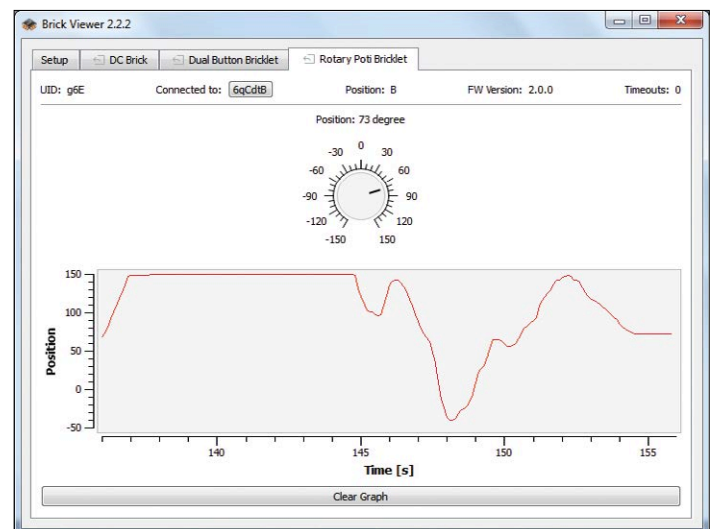 Brick Viewer 2.2.2
Setup DC Brick Dual Button Bricklet Rotary Poti Bricklet
UID: g6E Connected to: 6qCdtB Position: B FW Version: 2.0.0 Timeouts: 0
Position: 73 degree
0
-30 30
-60 60
-90 90
-120 120
-150 150
150
100
50
0
-50
Position
140 145 150 155
Time [s]
Clear Graph